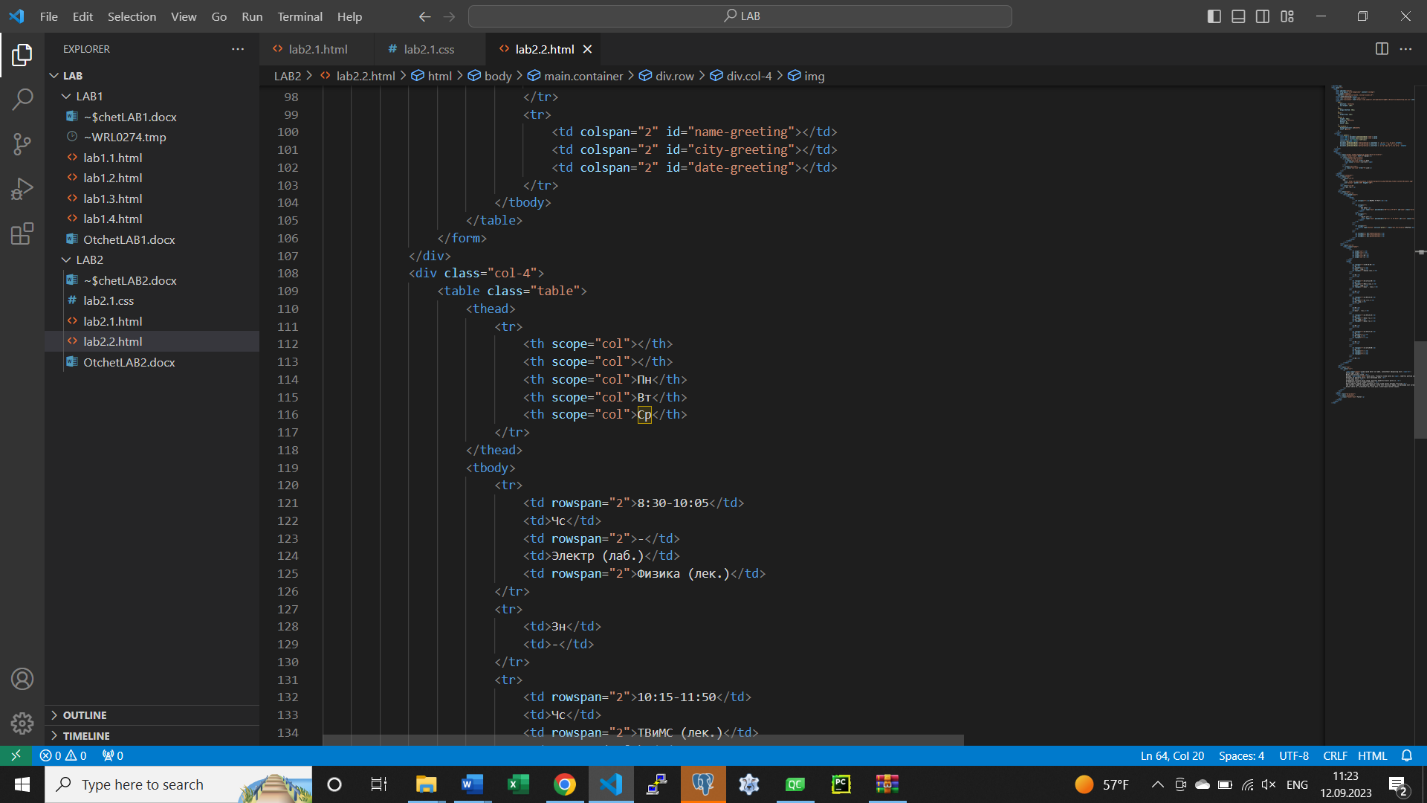 File Edit Selection View Go Run Terminal Help
LAB
EXPLORER
LAB
LAB1
~$chetLAB1.docx
~WRL0274.tmp
lab1.1.html
lab1.2.html
lab1.3.html
lab1.4.html
OtchetLAB1.docx
LAB2
~$chetLAB2.docx
lab2.1.css
lab2.1.html
lab2.2.html
OtchetLAB2.docx
OUTLINE
TIMELINE
lab2.1.html # lab2.1.css lab2.2.html
LAB2 > lab2.2.html > html > body > main.container > div.row > div.col-4 > img
98 </tr>
99 <tr>
100 <td colspan="2" id="name-greeting"></td>
101 <td colspan="2" id="city-greeting"></td>
102 <td colspan="2" id="date-greeting"></td>
103 </tr>
104 </tbody>
105 </table>
106 </form>
107 </div>
108 <div class="col-4">
109 <table class="table">
110 <thead>
111 <tr>
112 <th scope="col"></th>
113 <th scope="col"></th>
114 <th scope="col">Пн</th>
115 <th scope="col">Вт</th>
116 <th scope="col">Ср</th>
117 </tr>
118 </thead>
119 <tbody>
120 <tr>
121 <td rowspan="2">8:30-10:05</td>
122 <td>Чс</td>
123 <td rowspan="2">-</td>
124 <td>Электр (лаб.)</td>
125 <td rowspan="2">Физика (лек.)</td>
126 </tr>
127 <tr>
128 <td>Зн</td>
129 <td>-</td>
130 </tr>
131 <tr>
132 <td rowspan="2">10:15-11:50</td>
133 <td>Чс</td>
134 <td rowspan="2">ТВиМС (лек.)</td>
0 0 0 Ln 64, Col 20 Spaces: 4 UTF-8 CRLF HTML
Type here to search 57°F ENG 11:23
12.09.2023 2